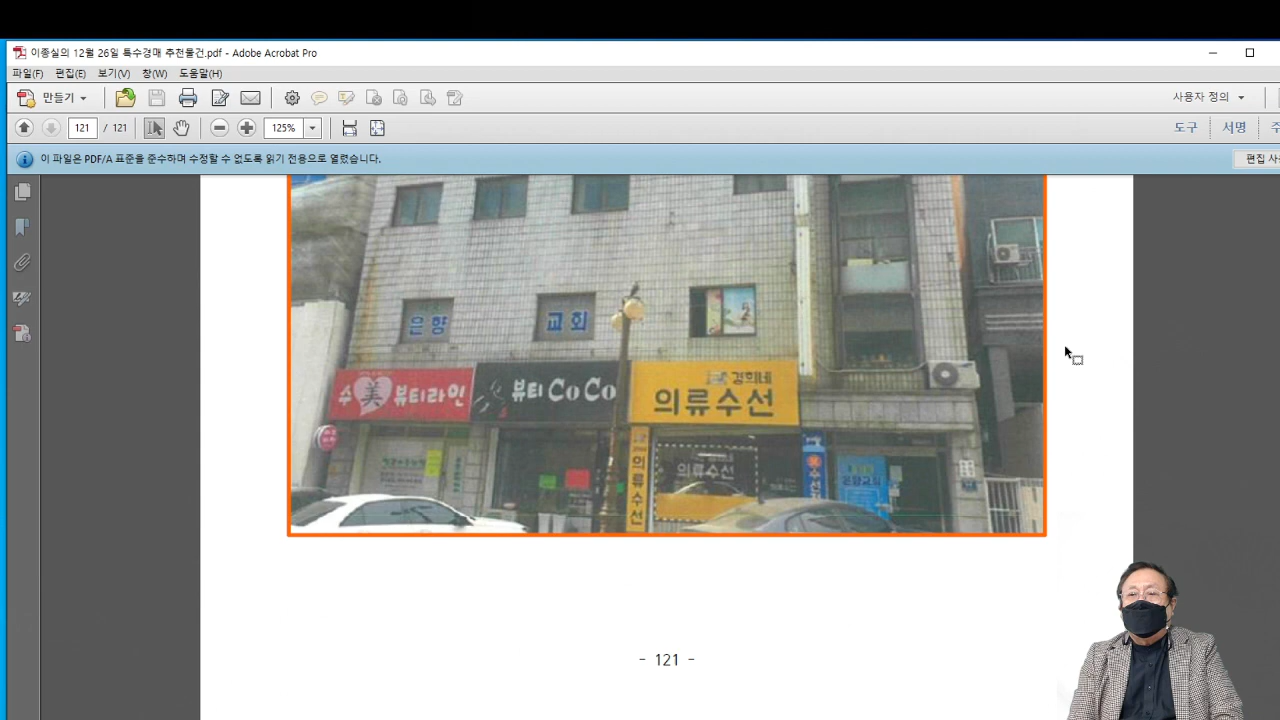 이종실의 12월 26일 특수경매 추천물건.pdf - Adobe Acrobat Pro
파일(F) 편집(E) 보기(V) 창(W) 도움말(H)
만들기 사용자 정의
121 / 121 125% 도구 서명
이 파일은 PDF/A 표준을 준수하며 수정할 수 없도록 읽기 전용으로 열렸습니다. 편집
은향 교회
수 美 뷰티라인
뷰티 CoCo
경희네
의류수선
의류수선
의류수선
- 121 -